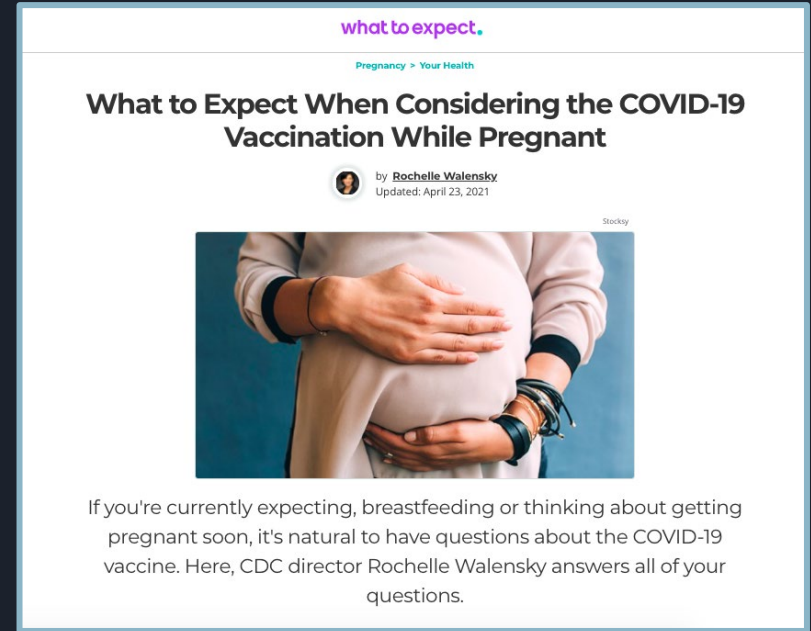 what to expect.
Pregnancy > Your Health
What to Expect When Considering the COVID-19
Vaccination While Pregnant
by Rochelle Walensky
Updated: April 23, 2021
Stocksy
If you're currently expecting, breastfeeding or thinking about getting
pregnant soon, it's natural to have questions about the COVID-19
vaccine. Here, CDC director Rochelle Walensky answers all of your
questions.